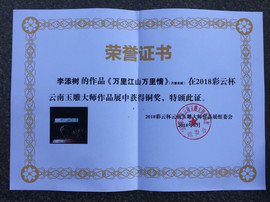 荣誉证书
李添树的作品《万里江山万里情》在2018彩云杯
云南玉雕大师作品展中获得铜奖，特颁此证。
2018彩云杯云南玉雕大师作品展组委会